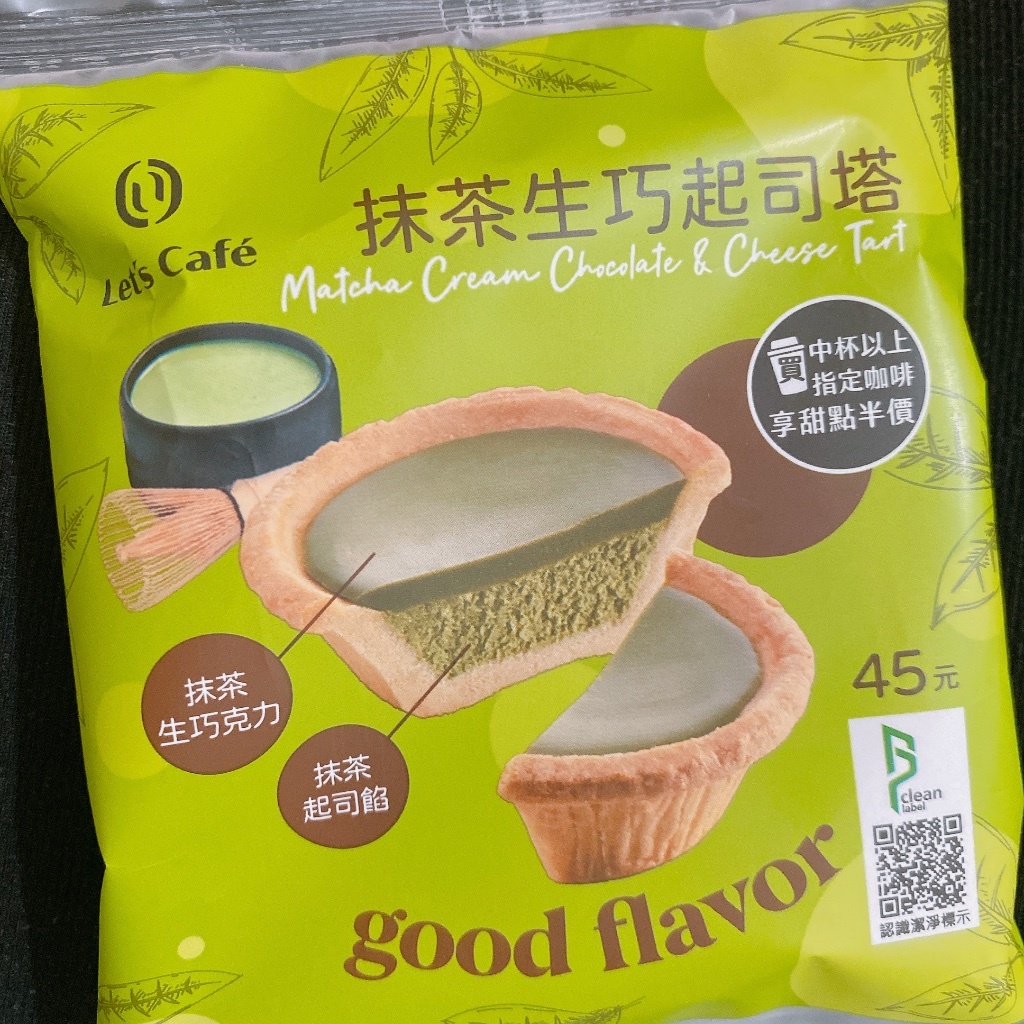 Let's Café
抹茶生巧起司塔
Matcha Cream Chocolate & Cheese Tart
買
中杯以上
指定咖啡
享甜點半價
抹茶
生巧克力
抹茶
起司餡
45元
clean
label
認識潔淨標示
good flavor